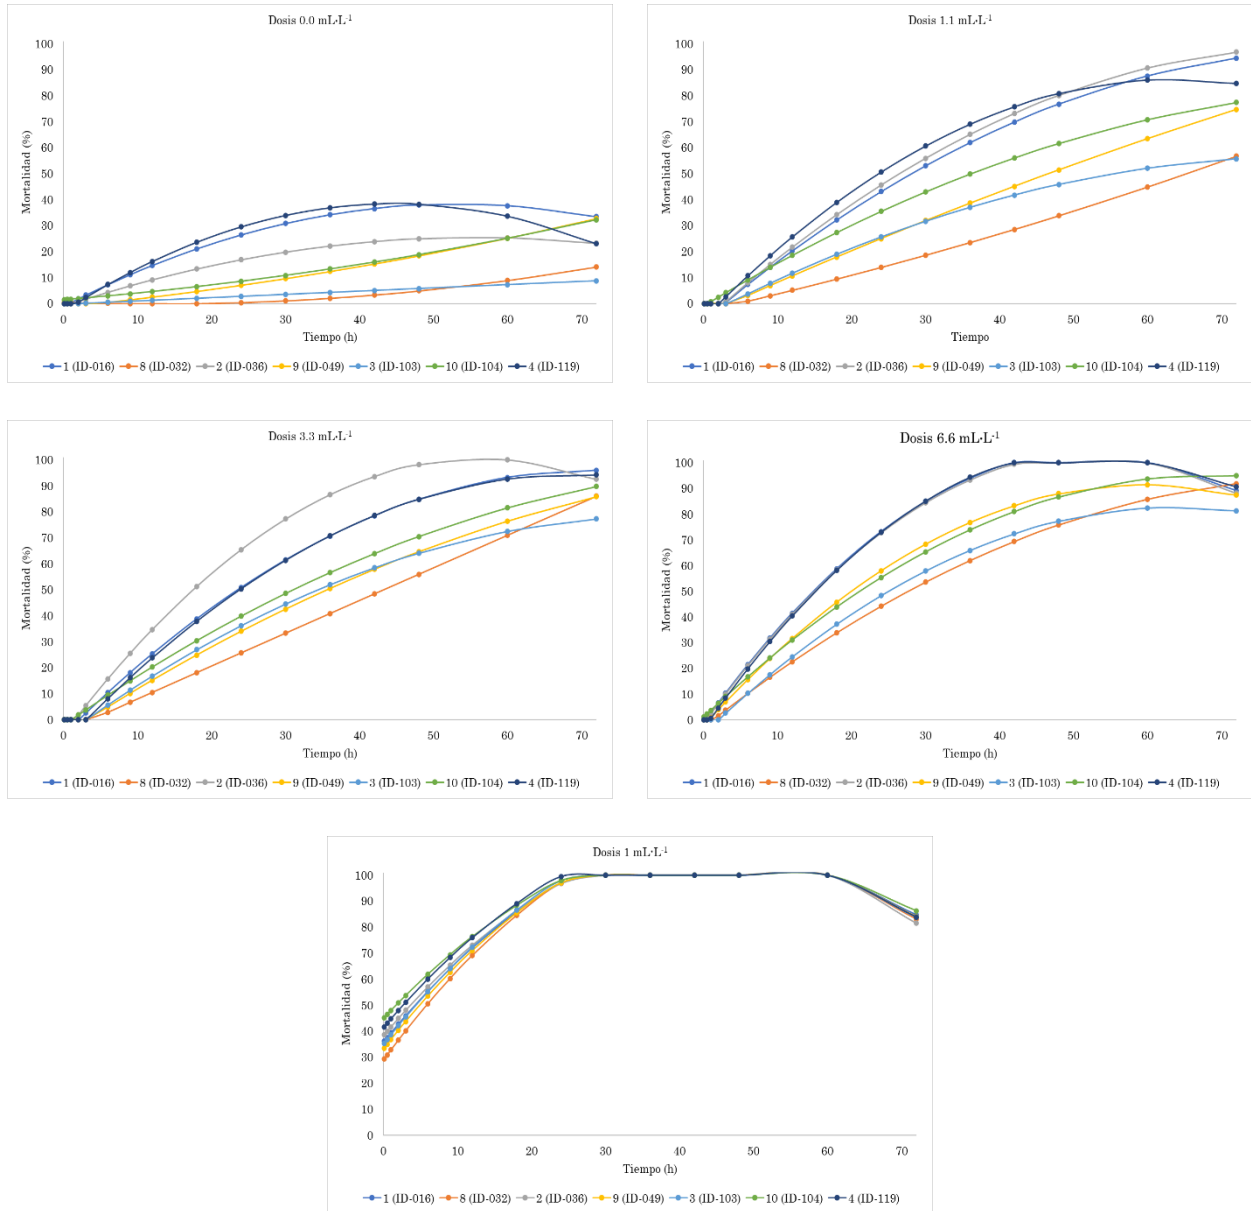 Dosis 0.0 mL·L⁻¹
Mortalidad (%)
100
90
80
70
60
50
40
30
20
10
0
0 10 20 30 40 50 60 70
Tiempo (h)
1 (ID-016) 8 (ID-032) 2 (ID-036) 9 (ID-049) 3 (ID-103) 10 (ID-104) 4 (ID-119)
Dosis 1.1 mL·L⁻¹
Mortalidad (%)
100
90
80
70
60
50
40
30
20
10
0
0 10 20 30 40 50 60 70
Tiempo
1 (ID-016) 8 (ID-032) 2 (ID-036) 9 (ID-049) 3 (ID-103) 10 (ID-104) 4 (ID-119)
Dosis 3.3 mL·L⁻¹
Mortalidad (%)
100
90
80
70
60
50
40
30
20
10
0
0 10 20 30 40 50 60 70
Tiempo (h)
1 (ID-016) 8 (ID-032) 2 (ID-036) 9 (ID-049) 3 (ID-103) 10 (ID-104) 4 (ID-119)
Dosis 6.6 mL·L⁻¹
Mortalidad (%)
100
90
80
70
60
50
40
30
20
10
0
0 10 20 30 40 50 60 70
Tiempo (h)
1 (ID-016) 8 (ID-032) 2 (ID-036) 9 (ID-049) 3 (ID-103) 10 (ID-104) 4 (ID-119)
Dosis 1 mL·L⁻¹
Mortalidad (%)
100
90
80
70
60
50
40
30
20
10
0
0 10 20 30 40 50 60 70
Tiempo (h)
1 (ID-016) 8 (ID-032) 2 (ID-036) 9 (ID-049) 3 (ID-103) 10 (ID-104) 4 (ID-119)